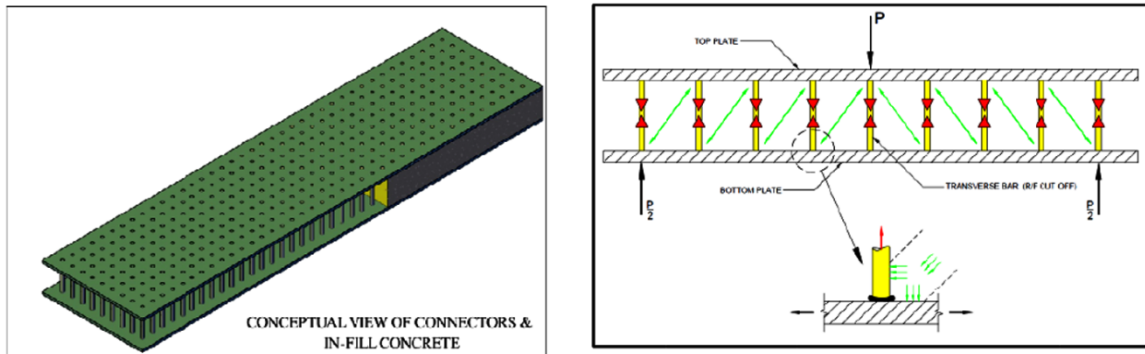 CONCEPTUAL VIEW OF CONNECTORS &
IN-FILL CONCRETE
P
TOP PLATE
BOTTOM PLATE
TRANSVERSE BAR (R/F CUT OFF)
P
2
P
2